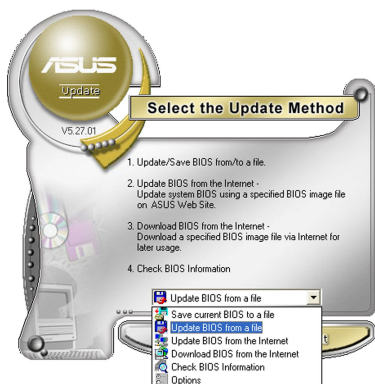 ASUS
Update
V5.27.01
Select the Update Method
1. Update/Save BIOS from/to a file.
2. Update BIOS from the Internet -
Update system BIOS using a specified BIOS image file
on ASUS Web Site.
3. Download BIOS from the Internet -
Download a specified BIOS image file via Internet for
later usage.
4. Check BIOS Information
Update BIOS from a file
Save current BIOS to a file
Update BIOS from a file
Update BIOS from the Internet
Download BIOS from the Internet
Check BIOS Information
Options